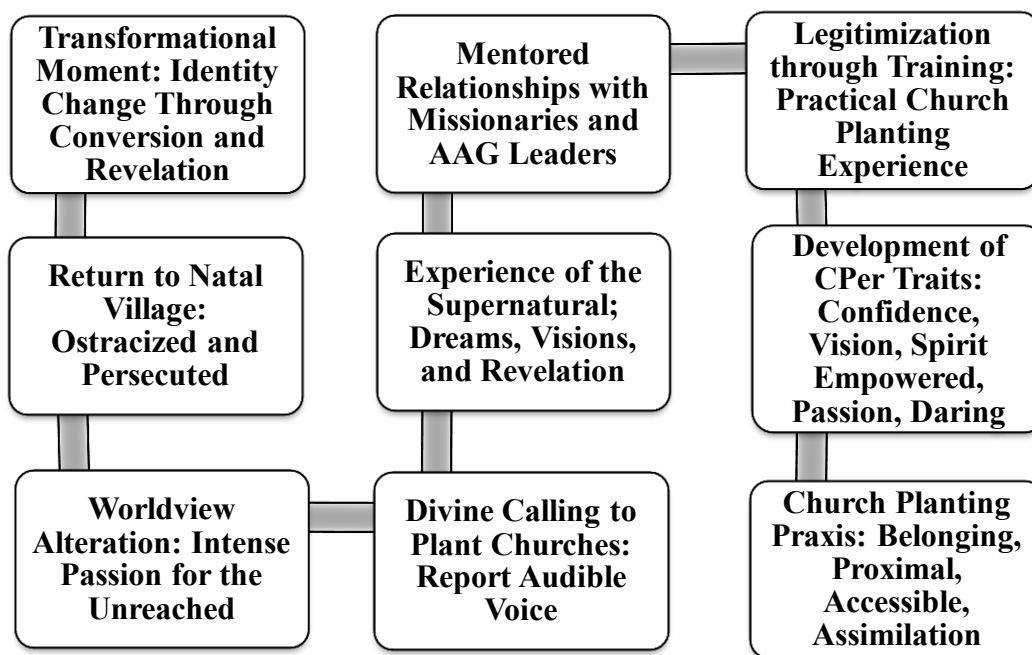 Transformational
Moment: Identity
Change Through
Conversion and
Revelation
Return to Natal
Village:
Ostracized and
Persecuted
Worldview
Alteration: Intense
Passion for the
Unreached
Divine Calling to
Plant Churches:
Report Audible
Voice
Experience of the
Supernatural;
Dreams, Visions,
and Revelation
Mentored
Relationships with
Missionaries and
AAG Leaders
Legitimization
through Training:
Practical Church
Planting
Experience
Development of
CPer Traits:
Confidence,
Vision, Spirit
Empowered,
Passion, Daring
Church Planting
Praxis: Belonging,
Proximal,
Accessible,
Assimilation